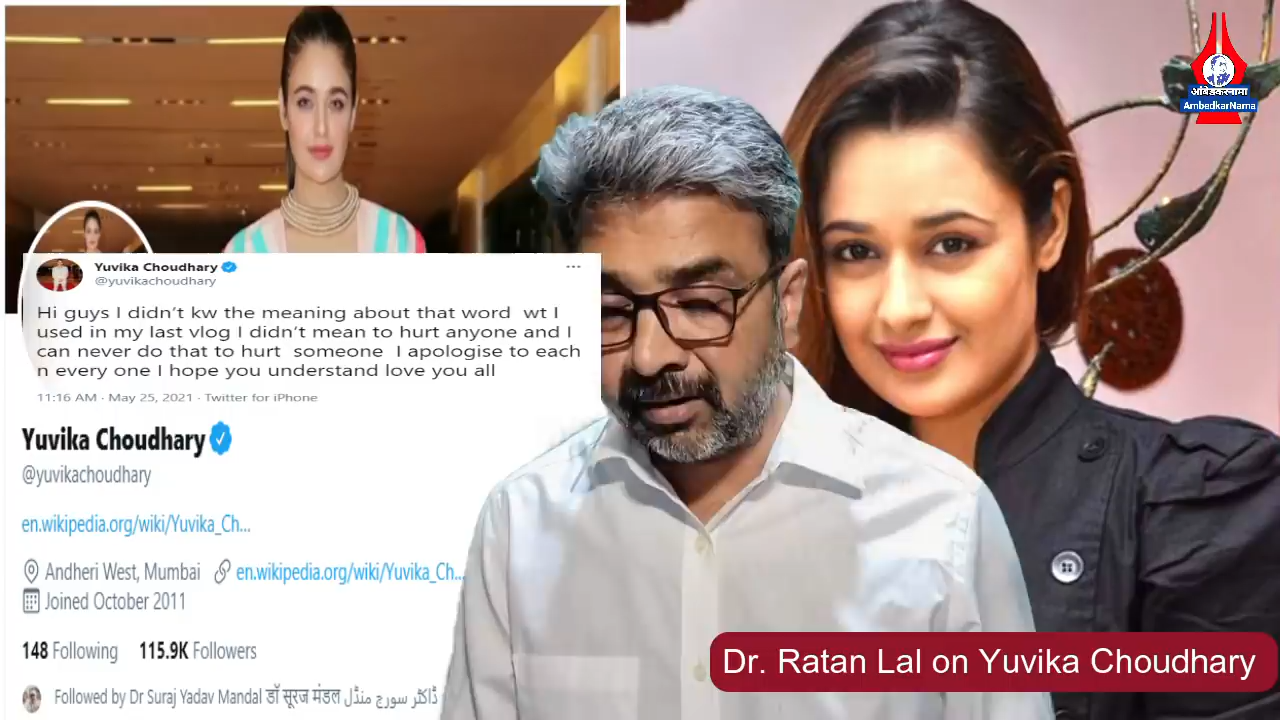 आंबेडकरनामा
AmbedkarNama
Yuvika Choudhary
@yuvikachoudhary
Hi guys I didn’t kw the meaning about that word wt I
used in my last vlog I didn’t mean to hurt anyone and I
can never do that to hurt someone I apologise to each
n every one I hope you understand love you all
11:16 AM · May 25, 2021 · Twitter for iPhone
Yuvika Choudhary
@yuvikachoudhary
en.wikipedia.org/wiki/Yuvika_Ch...
Andheri West, Mumbai en.wikipedia.org/wiki/Yuvika_Ch...
Joined October 2011
148 Following 115.9K Followers
Followed by Dr Suraj Yadav Mandal डॉ सूरज मंडल ڈاکٹر سورج منڈل
Dr. Ratan Lal on Yuvika Choudhary